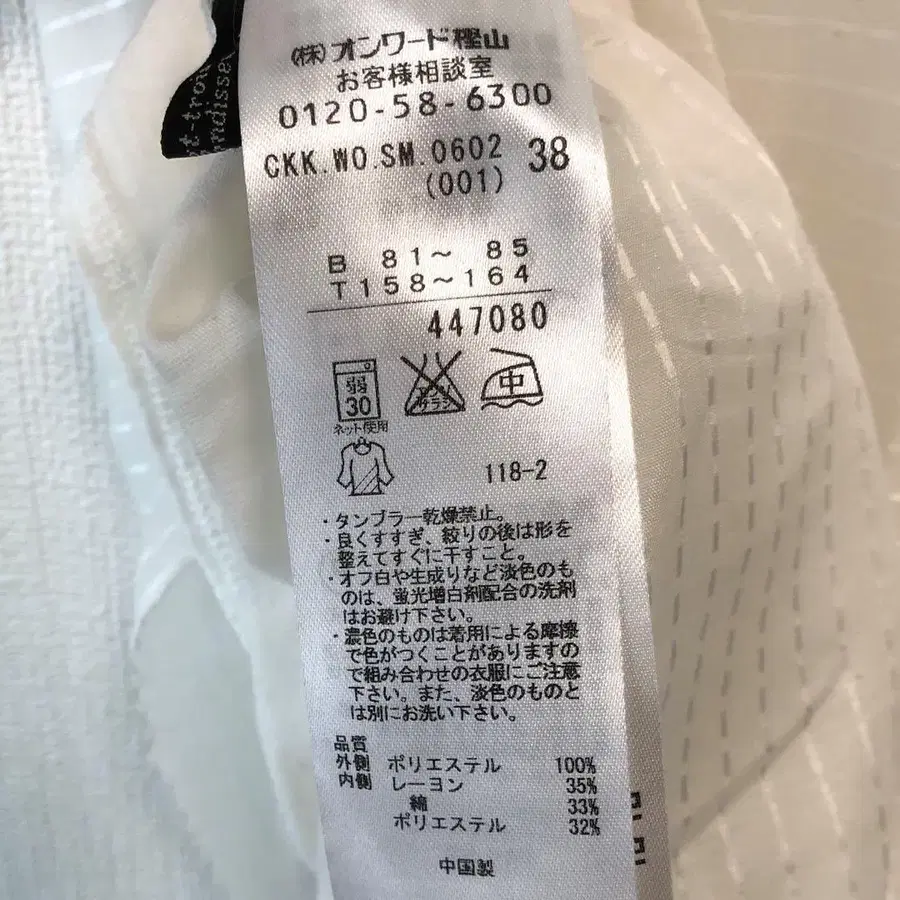 t-troi
ndisse
㈱オンワード樫山
お客様相談室
0120-58-6300
CKK.WO.SM.0602 38
(001)
B 81～ 85
T158～164
447080
弱
30
ネット使用
中
118-2
・タンブラー乾燥禁止。
・良くすすぎ、絞りの後は形を
整えてすぐに干すこと。
・オフ白や生成りなど淡色のも
のは、蛍光増白剤配合の洗剤
はお避け下さい。
・濃色のものは着用による摩擦
で色がつくことがありますの
で組み合わせの衣服にご注意
下さい。また、淡色のものと
は別にお洗い下さい。
品質
外側 ポリエステル 100%
内側 レーヨン 35%
綿 33%
ポリエステル 32%
中国製